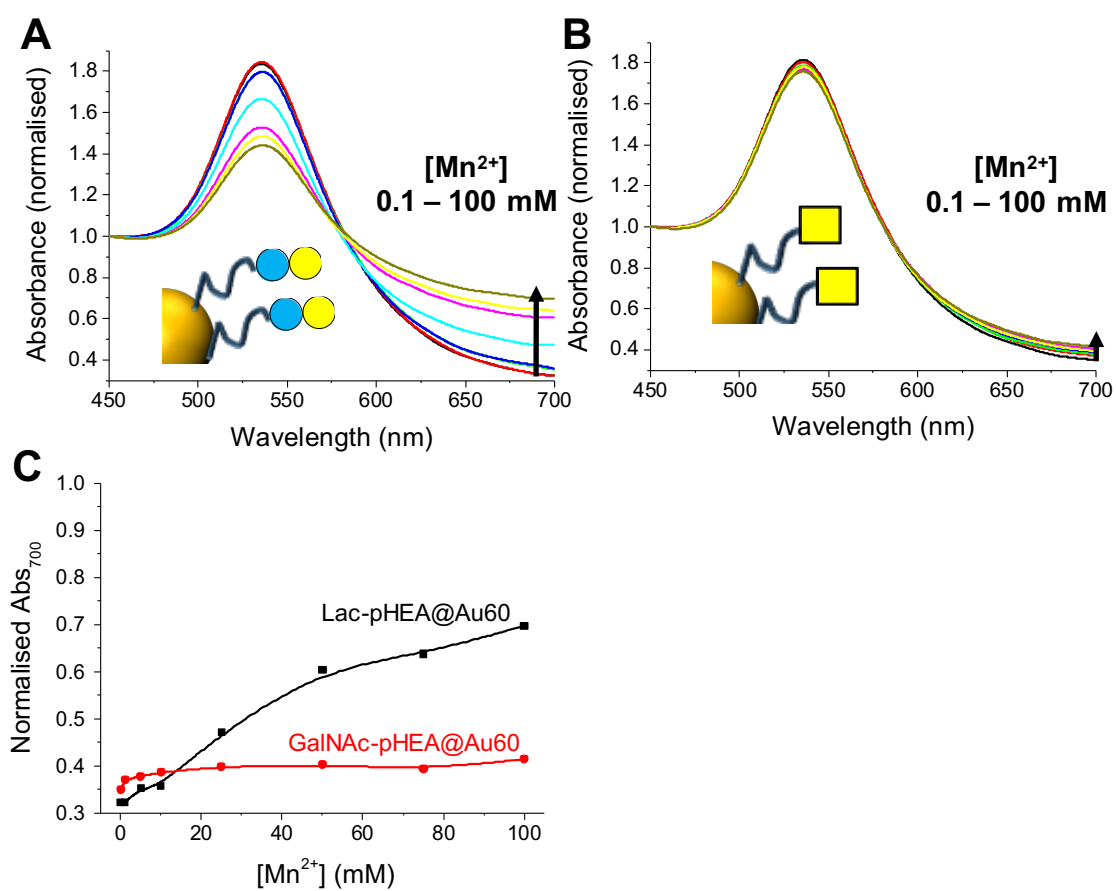 A
Absorbance (normalised)
1.8
1.6
1.4
1.2
1.0
0.8
0.6
0.4
[Mn²⁺]
0.1 – 100 mM
450 500 550 600 650 700
Wavelength (nm)
B
Absorbance (normalised)
1.8
1.6
1.4
1.2
1.0
0.8
0.6
0.4
[Mn²⁺]
0.1 – 100 mM
450 500 550 600 650 700
Wavelength (nm)
C
Normalised Abs₇₀₀
1.0
0.9
0.8
0.7
0.6
0.5
0.4
0.3
Lac-pHEA@Au60
GalNAc-pHEA@Au60
0 20 40 60 80 100
[Mn²⁺] (mM)